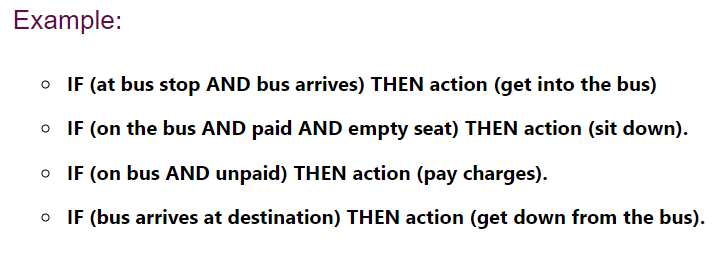 Example:
IF (at bus stop AND bus arrives) THEN action (get into the bus)
IF (on the bus AND paid AND empty seat) THEN action (sit down).
IF (on bus AND unpaid) THEN action (pay charges).
IF (bus arrives at destination) THEN action (get down from the bus).